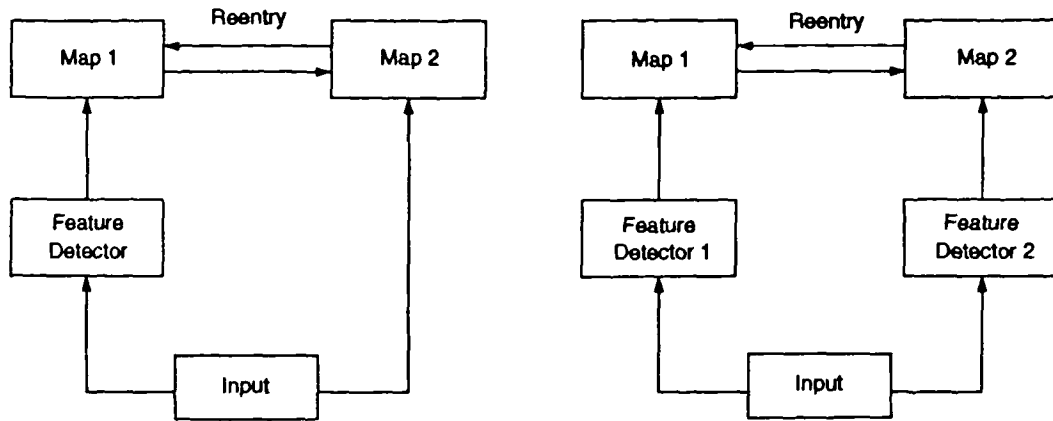 Reentry
Map 1
Map 2
Feature
Detector
Input
Reentry
Map 1
Map 2
Feature
Detector 1
Feature
Detector 2
Input